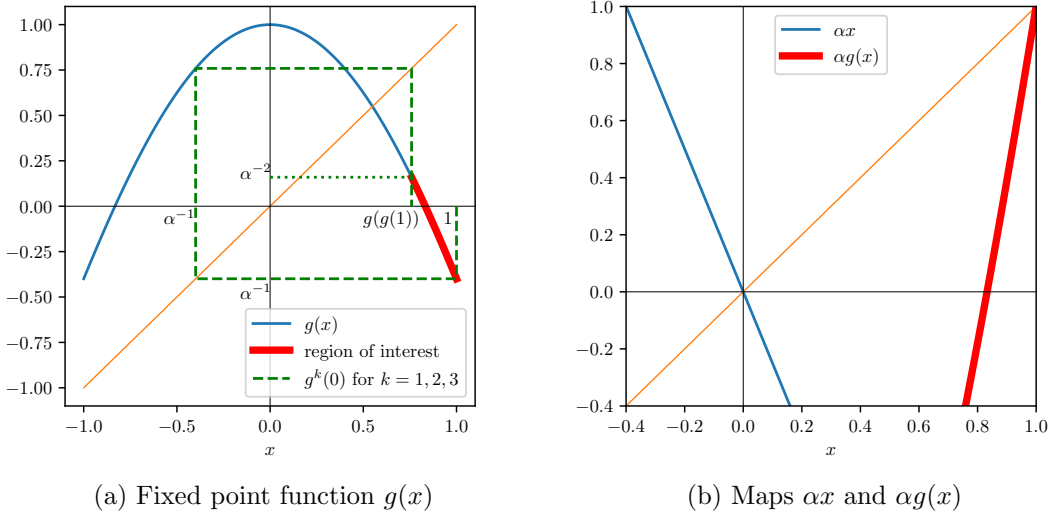 1.00
0.75
0.50
0.25
0.00
−0.25
−0.50
−0.75
−1.00
α⁻²
α⁻¹
g(g(1))
1
α⁻¹
g(x)
region of interest
gᵏ(0) for k = 1, 2, 3
−1.0 −0.5 0.0 0.5 1.0
x
(a) Fixed point function g(x)
1.0
0.8
0.6
0.4
0.2
0.0
−0.2
−0.4
αx
αg(x)
−0.4 −0.2 0.0 0.2 0.4 0.6 0.8 1.0
x
(b) Maps αx and αg(x)